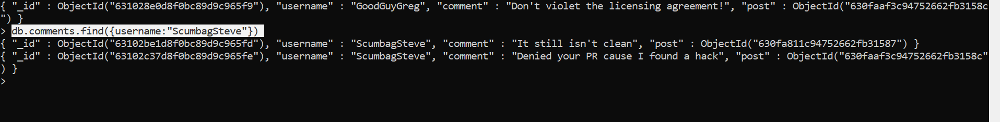 { "_id" : ObjectId("631028e0d8f0bc89d9c965f9"), "username" : "GoodGuyGreg", "comment" : "Don't violet the licensing agreement!", "post" : ObjectId("630faaf3c94752662fb3158c
") }
> db.comments.find({username:"ScumbagSteve"})
{ "_id" : ObjectId("63102be1d8f0bc89d9c965fd"), "username" : "ScumbagSteve", "comment" : "It still isn't clean", "post" : ObjectId("630fa811c94752662fb31587") }
{ "_id" : ObjectId("63102c37d8f0bc89d9c965fe"), "username" : "ScumbagSteve", "comment" : "Denied your PR cause I found a hack", "post" : ObjectId("630faaf3c94752662fb3158c"
) }
>